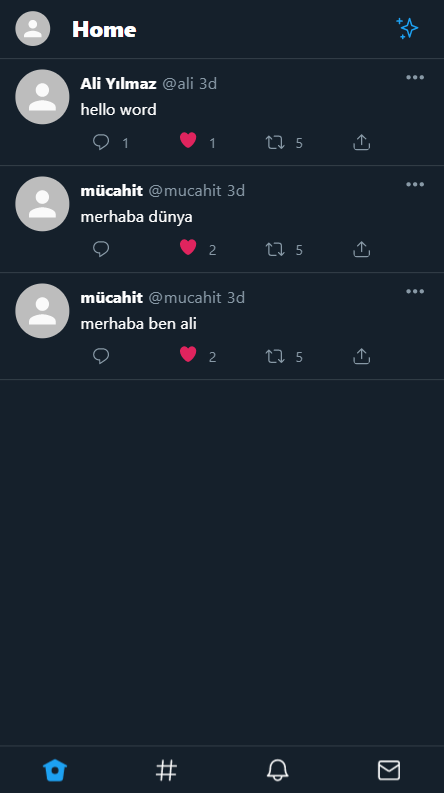 Home
Ali Yılmaz @ali 3d
hello word
1 1 5
mücahit @mucahit 3d
merhaba dünya
2 5
mücahit @mucahit 3d
merhaba ben ali
2 5